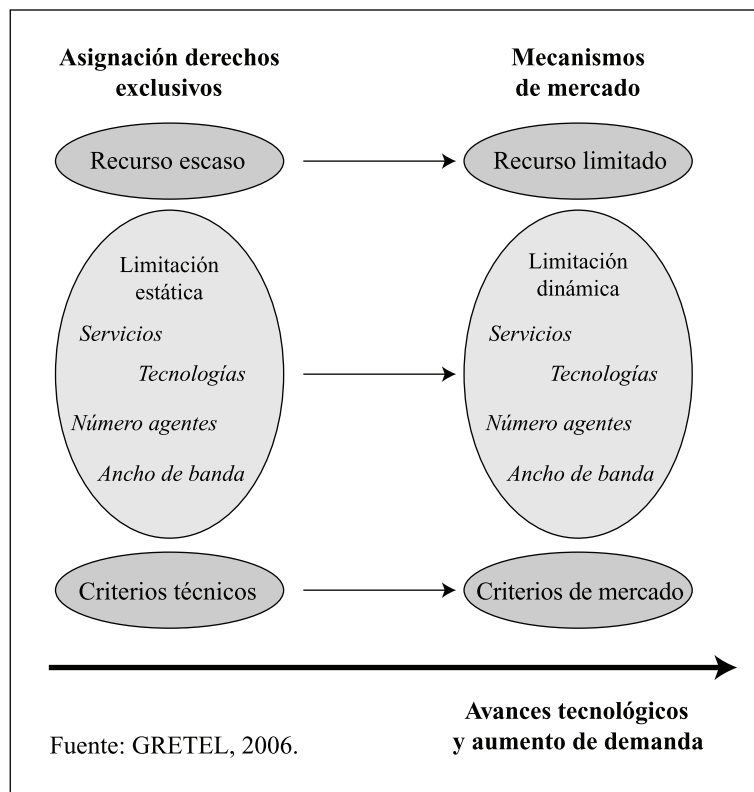 Asignación derechos
exclusivos
Mecanismos
de mercado
Recurso escaso
Recurso limitado
Limitación
estática
Servicios
Tecnologías
Número agentes
Ancho de banda
Limitación
dinámica
Servicios
Tecnologías
Número agentes
Ancho de banda
Criterios técnicos
Criterios de mercado
Avances tecnológicos
y aumento de demanda
Fuente: GRETEL, 2006.